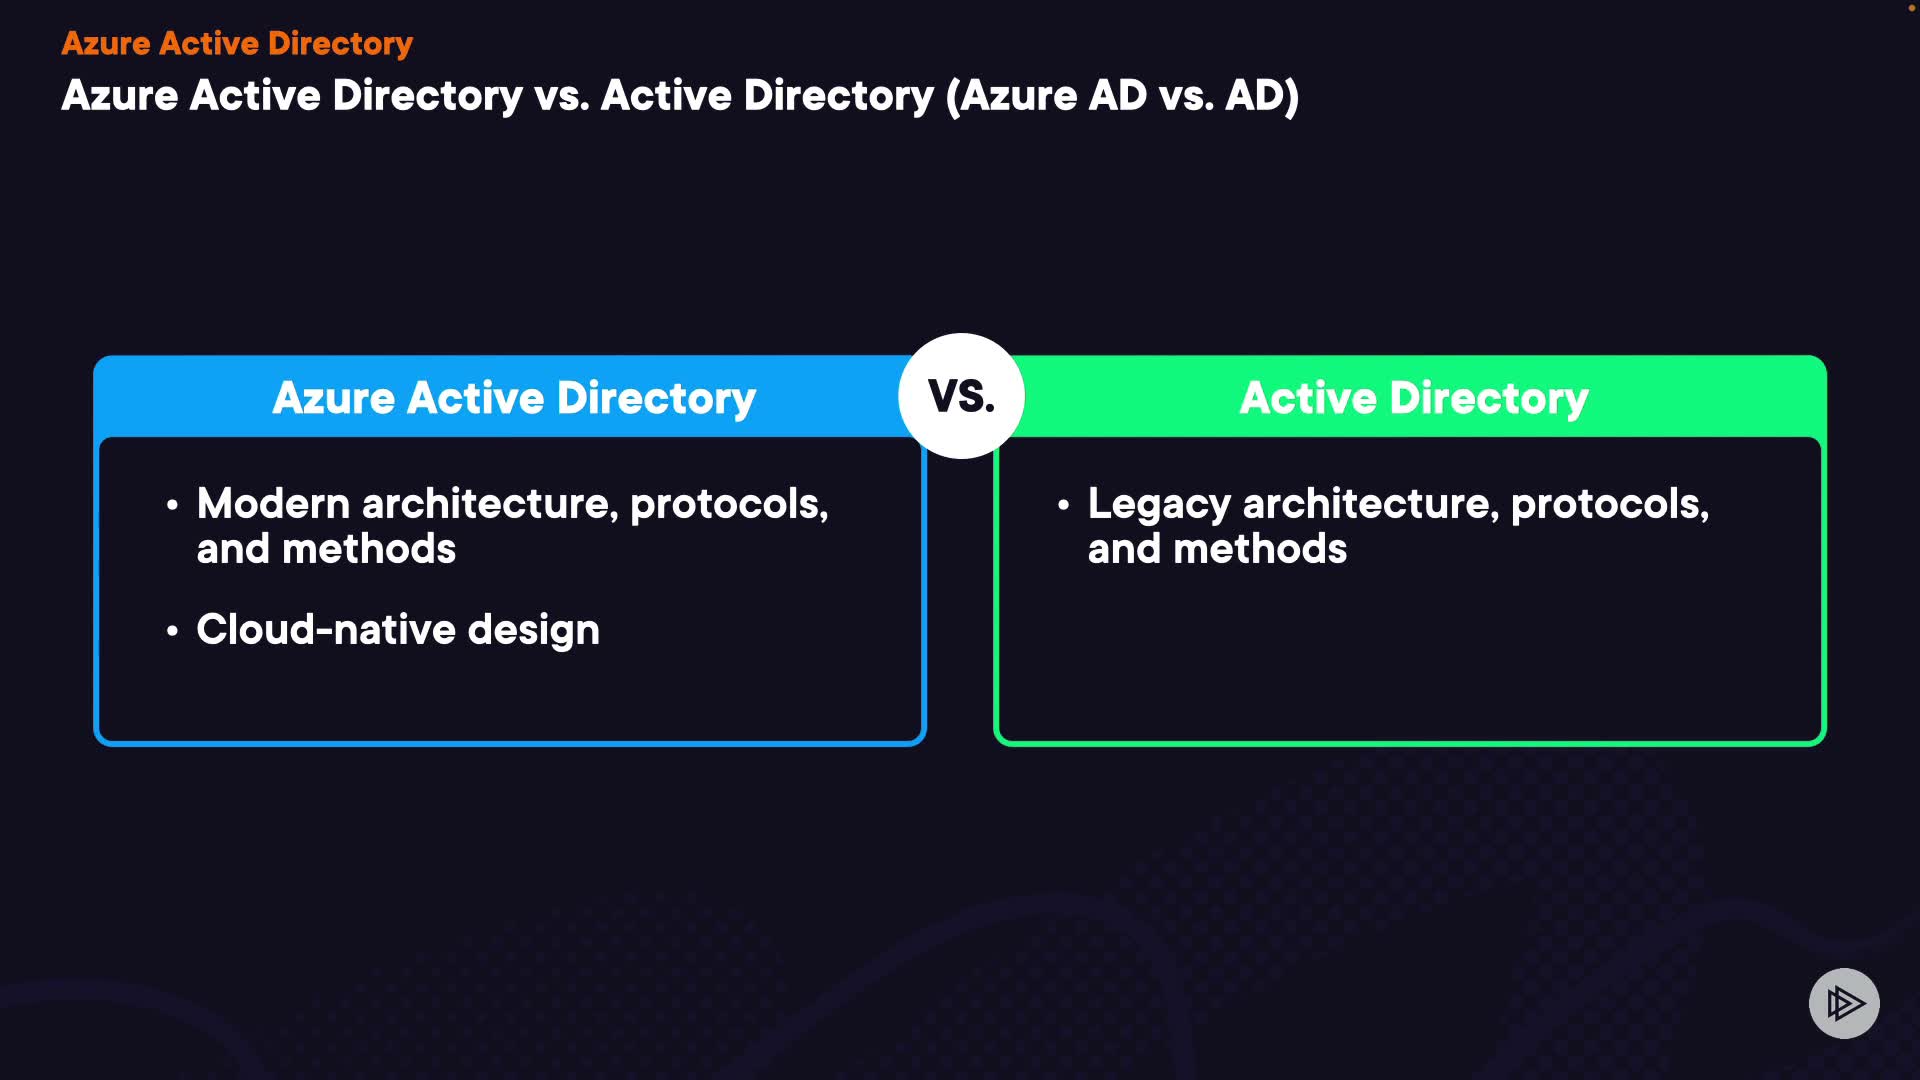 Azure Active Directory
Azure Active Directory vs. Active Directory (Azure AD vs. AD)
Azure Active Directory
VS.
Active Directory
• Modern architecture, protocols,
and methods
• Cloud-native design
• Legacy architecture, protocols,
and methods